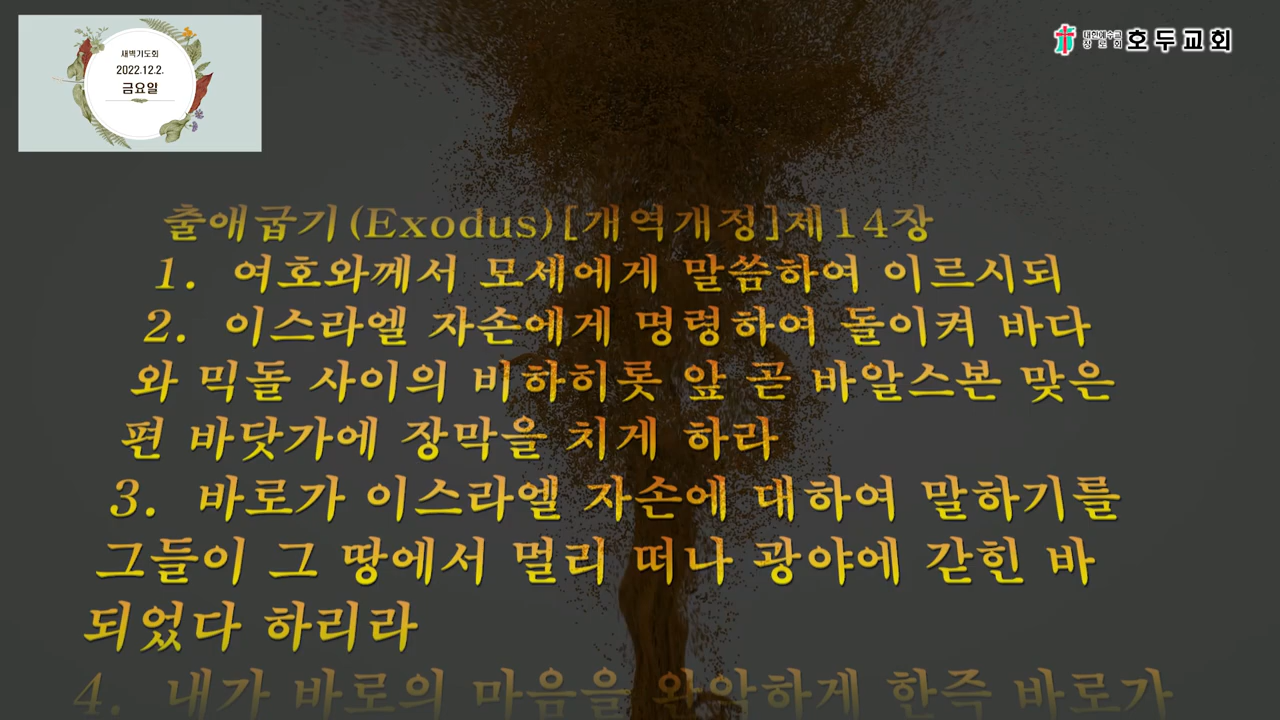 새벽기도회
2022.12.2.
금요일
대한예수교
장로회
호두교회
출애굽기(Exodus)[개역개정]제14장
1. 여호와께서 모세에게 말씀하여 이르시되
2. 이스라엘 자손에게 명령하여 돌이켜 바다
와 믹돌 사이의 비하히롯 앞 곧 바알스본 맞은
편 바닷가에 장막을 치게 하라
3. 바로가 이스라엘 자손에 대하여 말하기를
그들이 그 땅에서 멀리 떠나 광야에 갇힌 바
되었다 하리라
4. 내가 바로의 마음을 완악하게 한즉 바로가